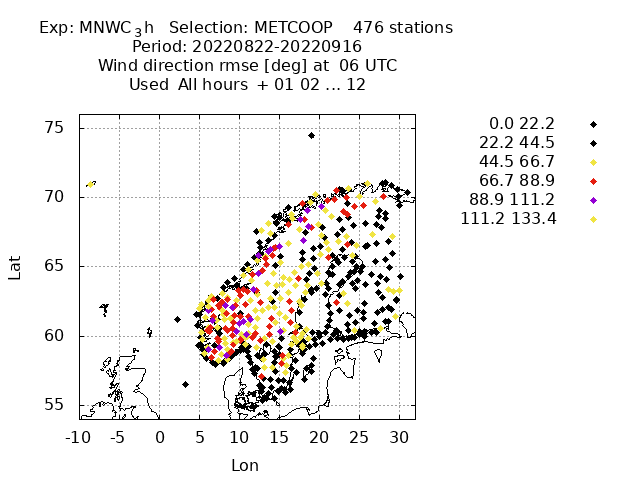 Exp: MNWC3h Selection: METCOOP 476 stations
Period: 20220822-20220916
Wind direction rmse [deg] at 06 UTC
Used All hours + 01 02 ... 12
0.0 22.2
22.2 44.5
44.5 66.7
66.7 88.9
88.9 111.2
111.2 133.4
75
70
65
60
55
Lat
-10 -5 0 5 10 15 20 25 30
Lon